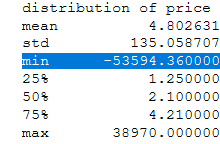 distribution of price
mean 4.802631
std 135.058707
min -53594.360000
25% 1.250000
50% 2.100000
75% 4.210000
max 38970.000000